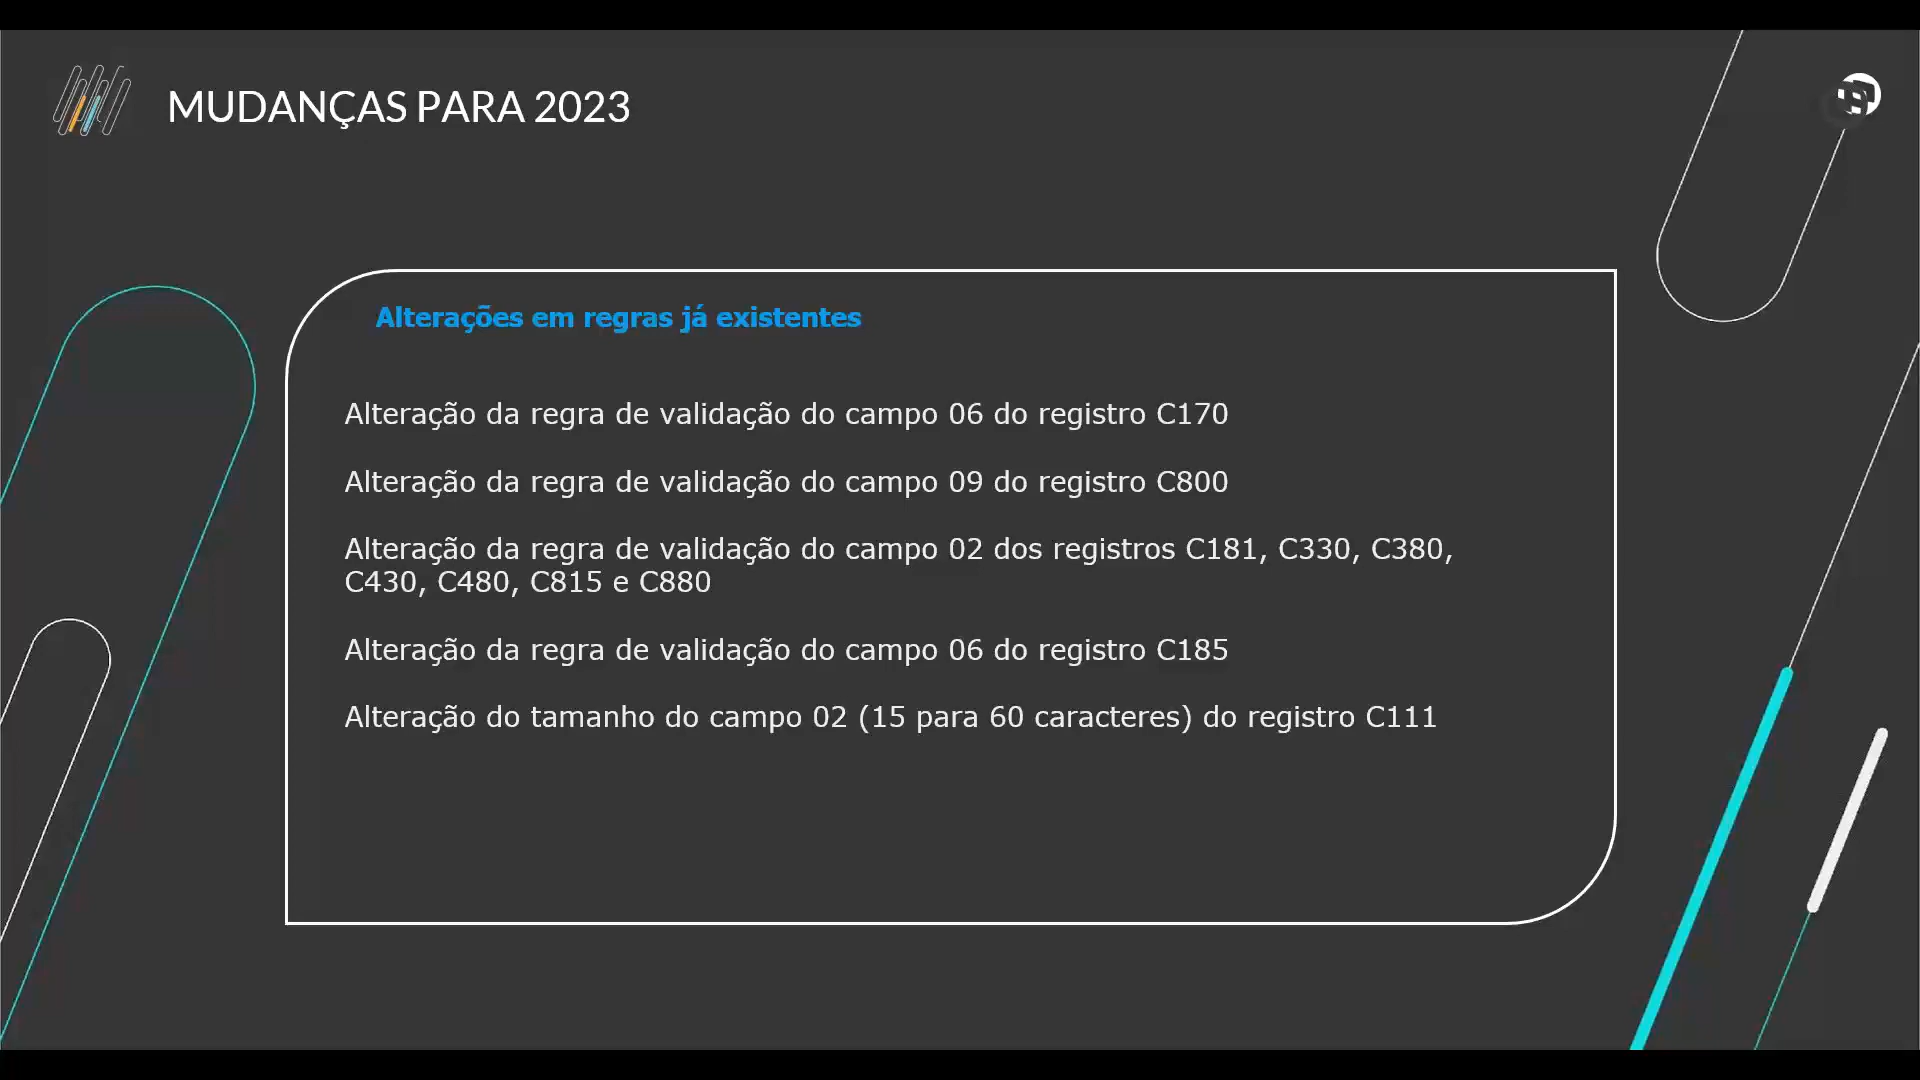 MUDANÇAS PARA 2023
Alterações em regras já existentes
Alteração da regra de validação do campo 06 do registro C170
Alteração da regra de validação do campo 09 do registro C800
Alteração da regra de validação do campo 02 dos registros C181, C330, C380,
C430, C480, C815 e C880
Alteração da regra de validação do campo 06 do registro C185
Alteração do tamanho do campo 02 (15 para 60 caracteres) do registro C111